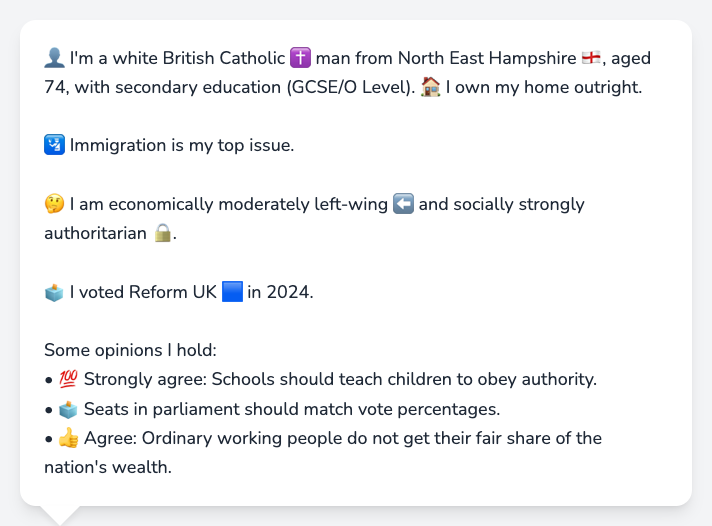 👤 I'm a white British Catholic ✝️ man from North East Hampshire 🏴󠁧󠁢󠁥󠁮󠁧󠁿, aged
74, with secondary education (GCSE/O Level). 🏠 I own my home outright.
🛂 Immigration is my top issue.
🤔 I am economically moderately left-wing ⬅️ and socially strongly
authoritarian 🔒.
🗳️ I voted Reform UK 🟦 in 2024.
Some opinions I hold:
• 💯 Strongly agree: Schools should teach children to obey authority.
• 🗳️ Seats in parliament should match vote percentages.
• 👍 Agree: Ordinary working people do not get their fair share of the
nation's wealth.